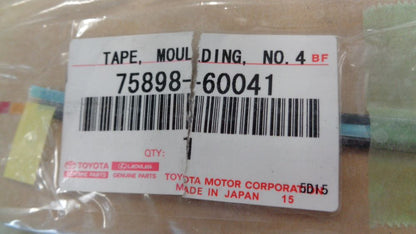 TAPE, MOULDING, NO.4 BF
75898-60041
QTY:
TOYOTA LEXUS
GENUINE PARTS GENUINE PARTS
TOYOTA MOTOR CORPORATION 5D15
MADE IN JAPAN 15